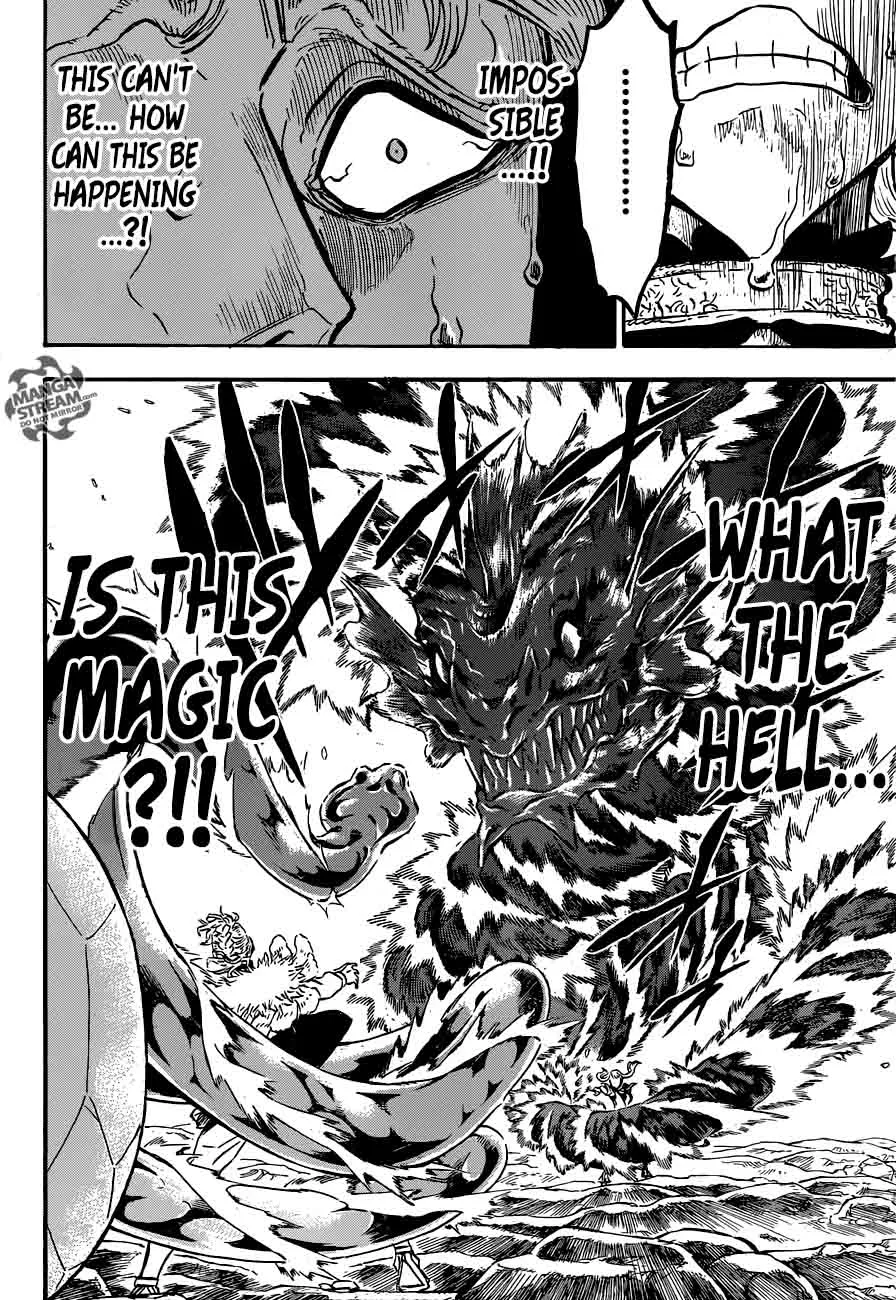 ............
IMPOS-
SIBLE
...!!
THIS CAN'T
BE... HOW
CAN THIS BE
HAPPENING
...?!
MANGA
STREAM.com
DO NOT MIRROR
WHAT
THE
HELL...
IS THIS
MAGIC
?!!